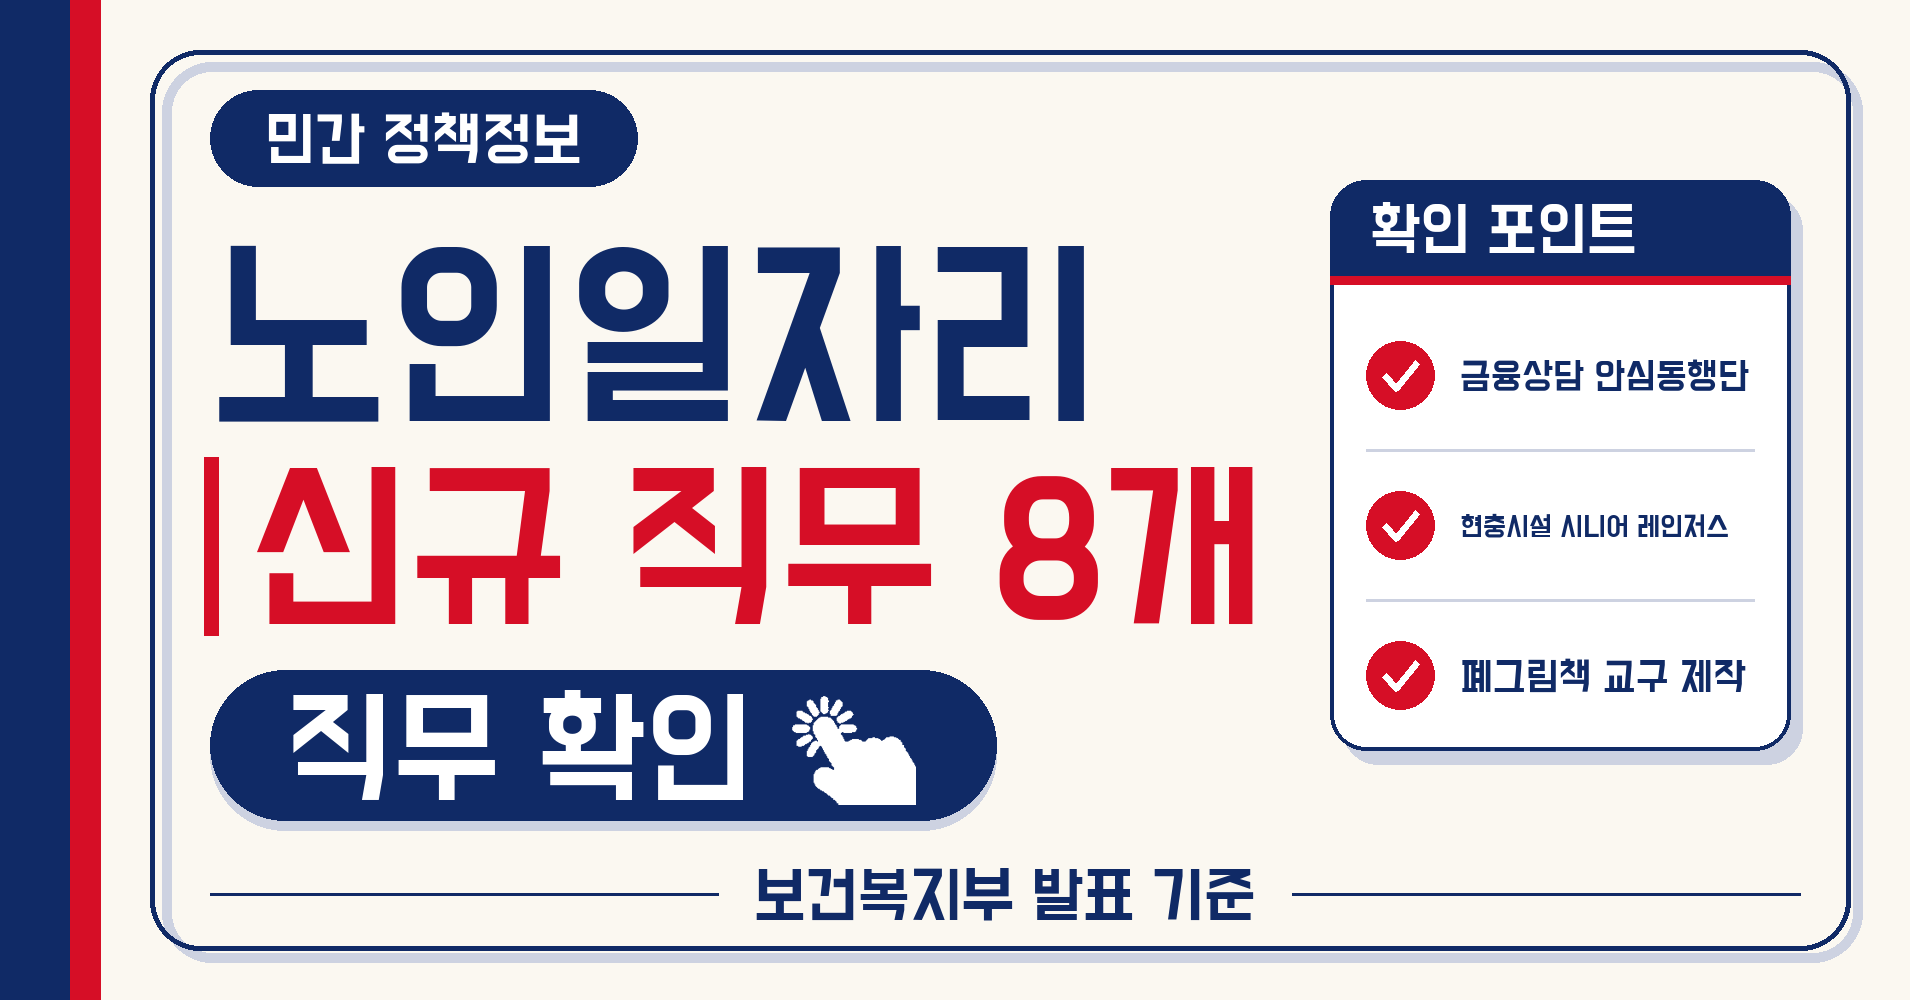 민간 정책정보
노인일자리
신규 직무 8개
직무 확인
확인 포인트
금융상담 안심동행단
현충시설 시니어 레인저스
폐그림책 교구 제작
보건복지부 발표 기준